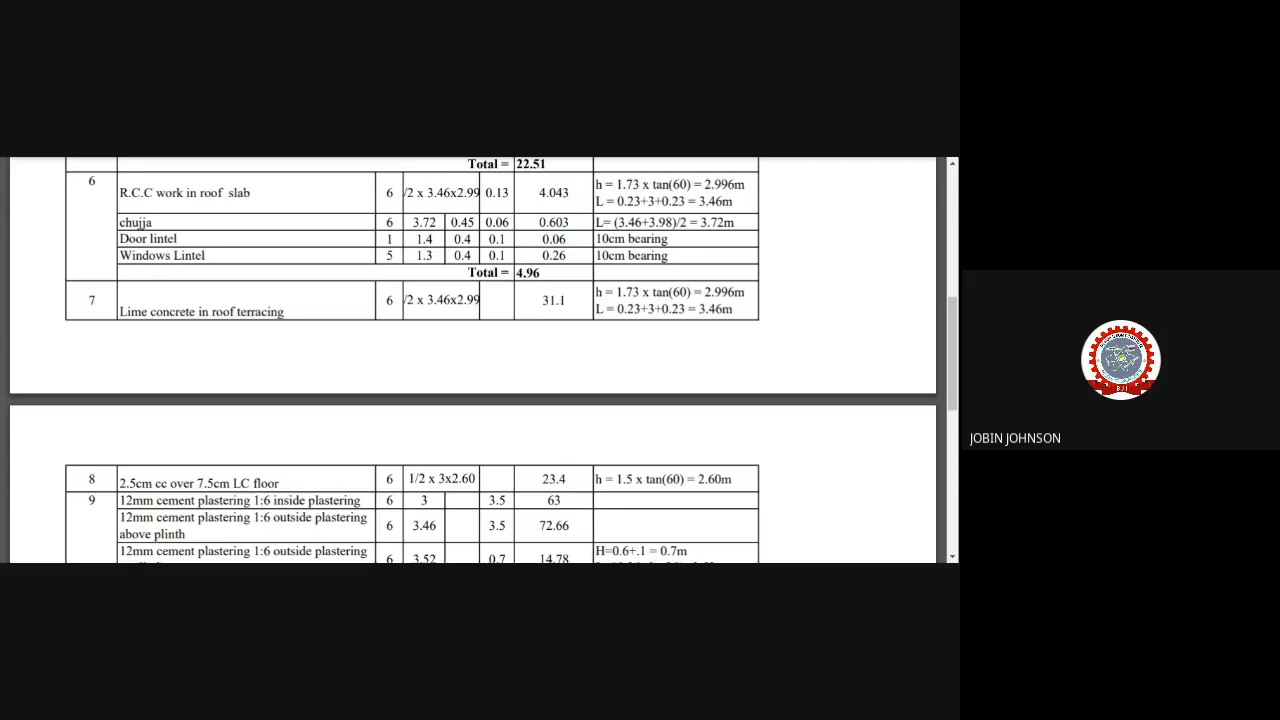 Total = 22.51
6 R.C.C work in roof slab 6 /2 x 3.46x2.99 0.13 4.043 h = 1.73 x tan(60) = 2.996m
L = 0.23+3+0.23 = 3.46m
chujja 6 3.72 0.45 0.06 0.603 L= (3.46+3.98)/2 = 3.72m
Door lintel 1 1.4 0.4 0.1 0.06 10cm bearing
Windows Lintel 5 1.3 0.4 0.1 0.26 10cm bearing
Total = 4.96
7 Lime concrete in roof terracing 6 /2 x 3.46x2.99 31.1 h = 1.73 x tan(60) = 2.996m
L = 0.23+3+0.23 = 3.46m
8 2.5cm cc over 7.5cm LC floor 6 1/2 x 3x2.60 23.4 h = 1.5 x tan(60) = 2.60m
9 12mm cement plastering 1:6 inside plastering 6 3 3.5 63
12mm cement plastering 1:6 outside plastering
above plinth 6 3.46 3.5 72.66
12mm cement plastering 1:6 outside plastering 6 3.52 0.7 14.78 H=0.6+.1 = 0.7m
JOBIN JOHNSON
BJI